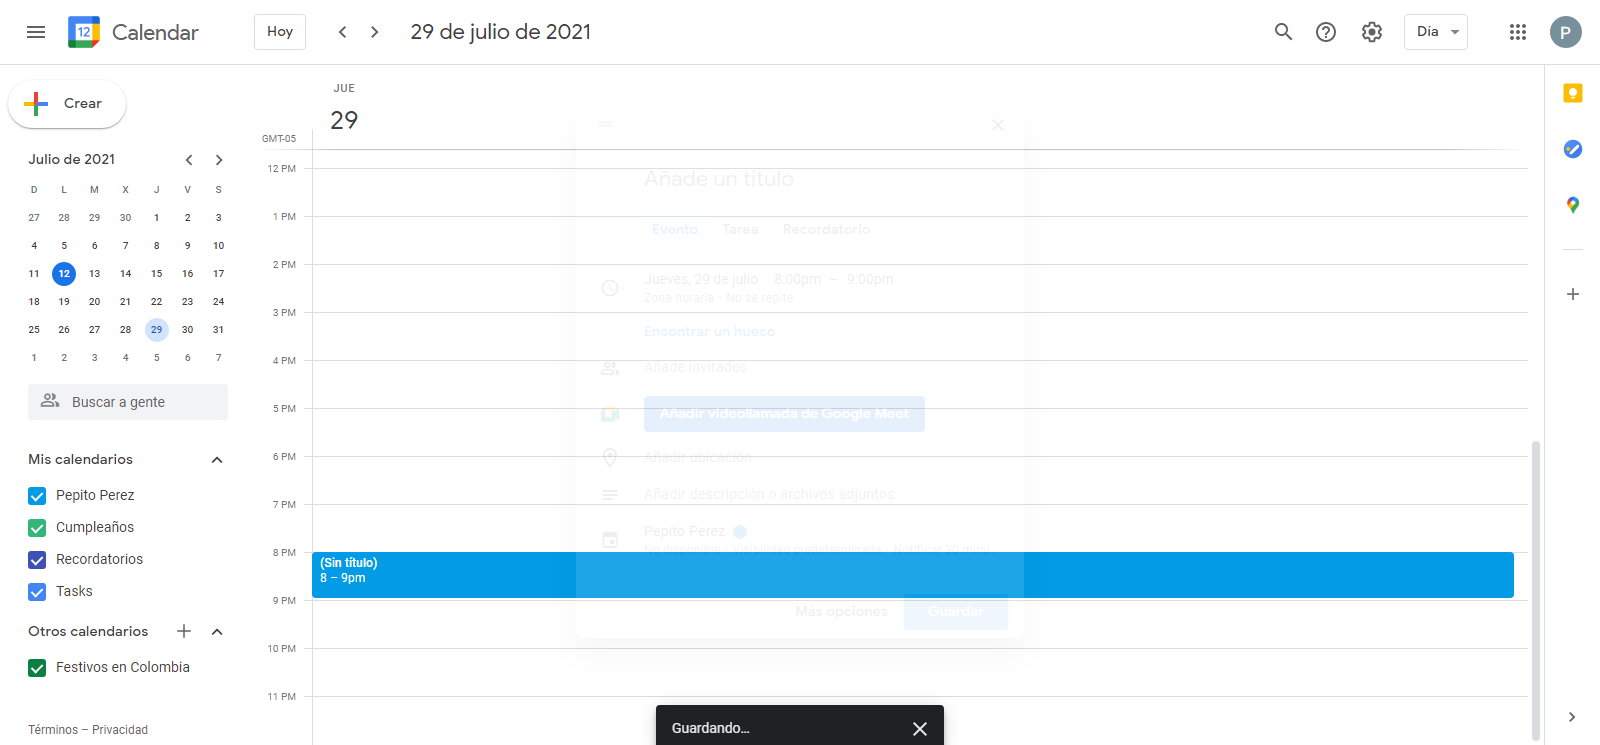 12
Calendar
Hoy
29 de julio de 2021
Día
P
Crear
JUE
29
GMT-05
Julio de 2021
D L M X J V S
27 28 29 30 1 2 3
4 5 6 7 8 9 10
11 12 13 14 15 16 17
18 19 20 21 22 23 24
25 26 27 28 29 30 31
1 2 3 4 5 6 7
Buscar a gente
Mis calendarios
Pepito Perez
Cumpleaños
Recordatorios
Tasks
Otros calendarios
Festivos en Colombia
Términos – Privacidad
12 PM
1 PM
2 PM
3 PM
4 PM
5 PM
6 PM
7 PM
8 PM
9 PM
10 PM
11 PM
(Sin título)
8 – 9pm
Añade un título
Evento Tarea Recordatorio
Jueves, 29 de julio 8:00pm – 9:00pm
Zona horaria · No se repite
Encontrar un hueco
Añade invitados
Añadir videollamada de Google Meet
Añadir ubicación
Añadir descripción o archivos adjuntos
Pepito Perez
No disponible · Visibilidad predeterminada · Notificar 30 minu
Más opciones
Guardar
Guardando...